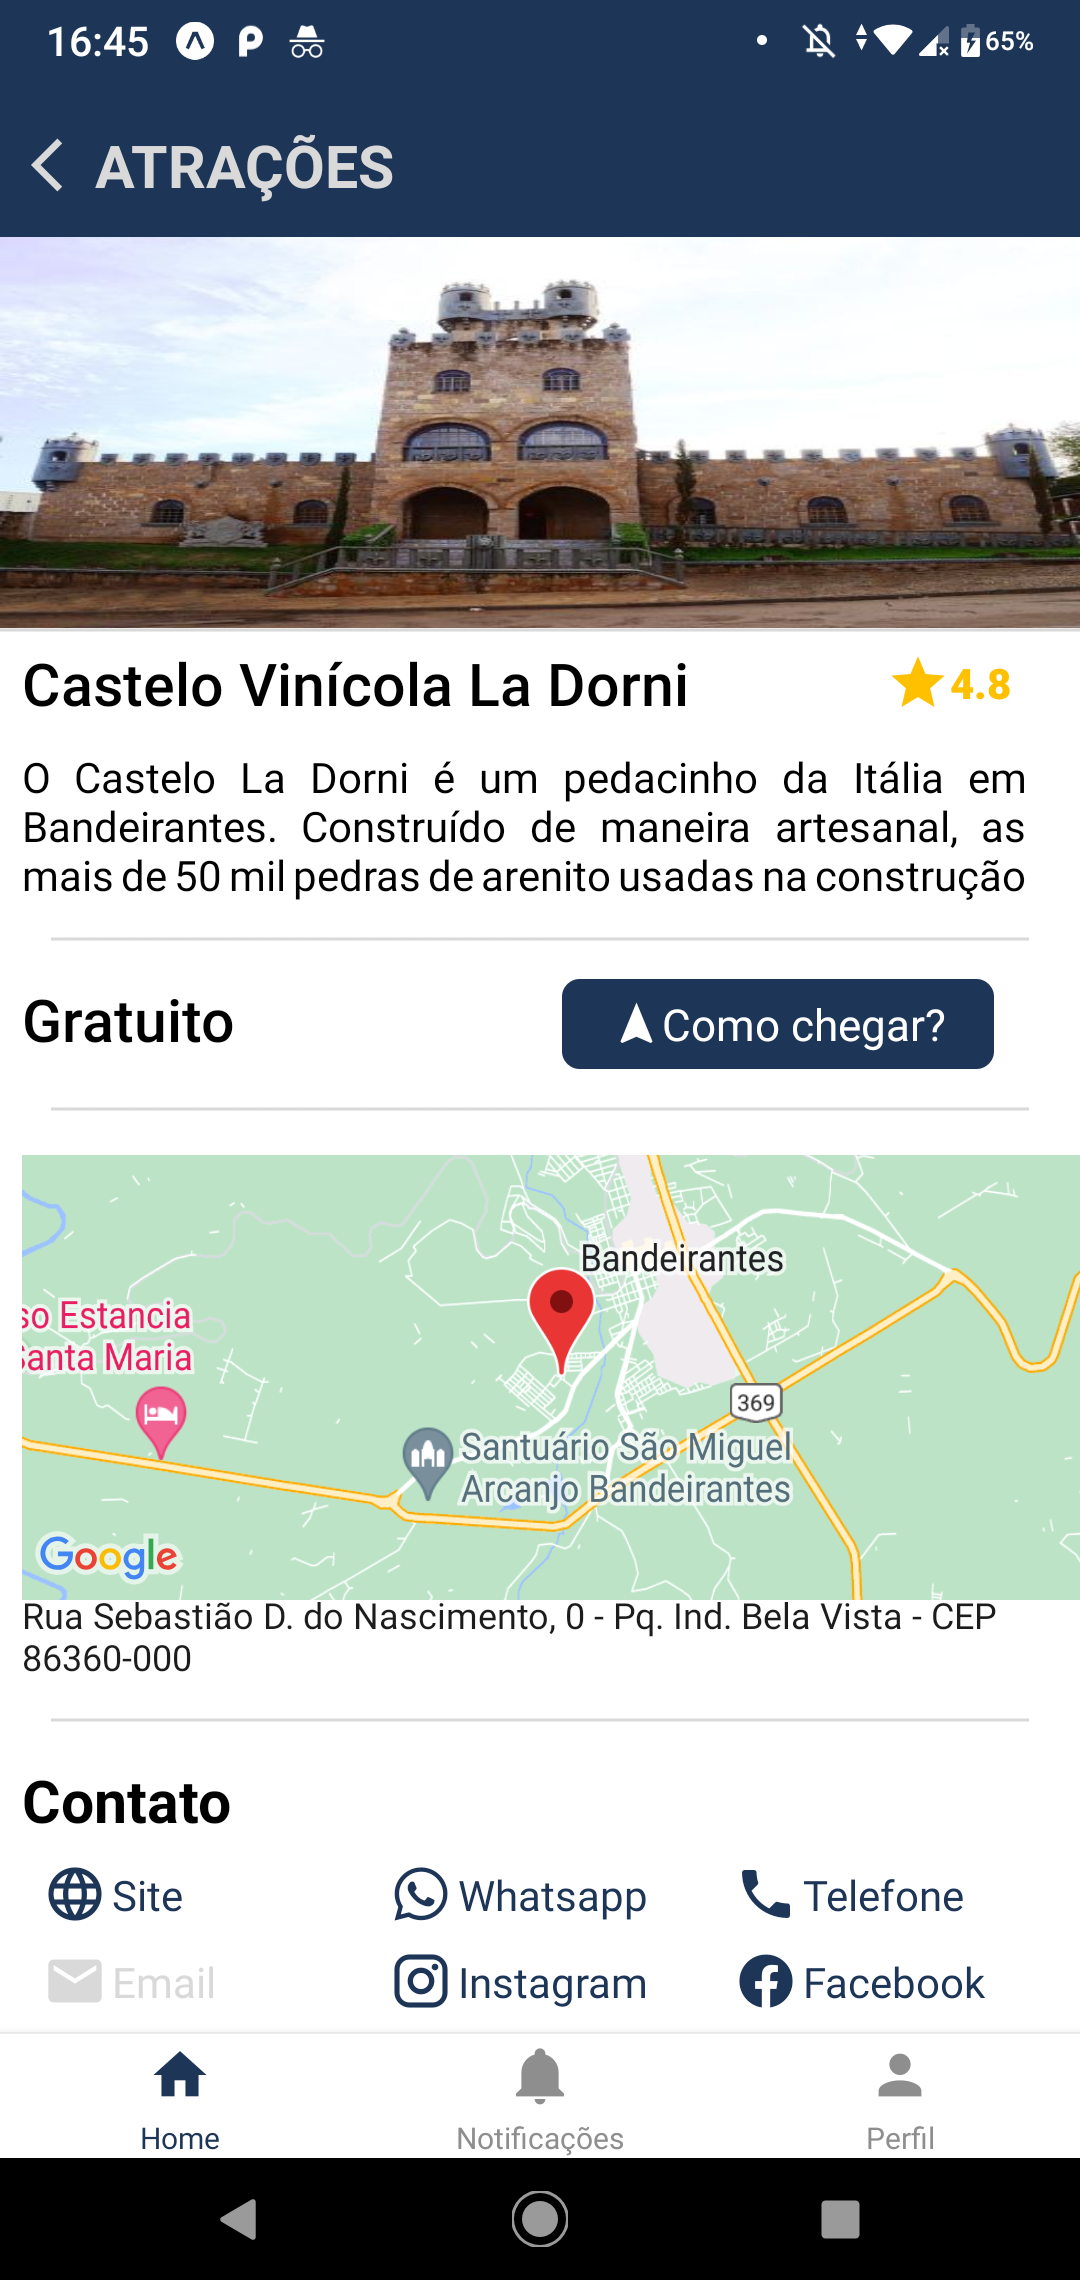 16:45
65%
ATRAÇÕES
Castelo Vinícola La Dorni
4.8
O Castelo La Dorni é um pedacinho da Itália em
Bandeirantes. Construído de maneira artesanal, as
mais de 50 mil pedras de arenito usadas na construção
Gratuito
Como chegar?
Bandeirantes
so Estancia
Santa Maria
369
Santuário São Miguel
Arcanjo Bandeirantes
Google
Rua Sebastião D. do Nascimento, 0 - Pq. Ind. Bela Vista - CEP
86360-000
Contato
Site
Whatsapp
Telefone
Email
Instagram
Facebook
Home
Notificações
Perfil